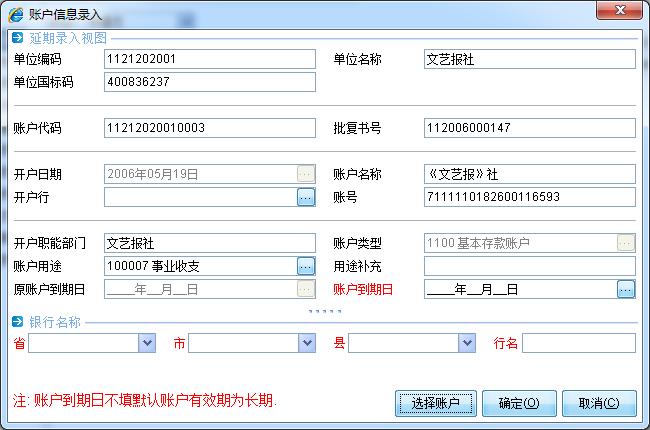 账户信息录入
延期录入视图
单位编码 1121202001 单位名称 文艺报社
单位国标码 400836237
账户代码 11212020010003 批复书号 112006000147
开户日期 2006年05月19日 ... 账户名称 《文艺报》社
开户行 ... 账号 7111110182600116593
开户职能部门 文艺报社 账户类型 1100 基本存款账户 ...
账户用途 100007 事业收支 ... 用途补充
原账户到期日 ____年__月__日 ... 账户到期日 ____年__月__日 ...
银行名称
省 市 县 行名
注: 账户到期日不填默认账户有效期为长期. 选择账户 确定(O) 取消(C)